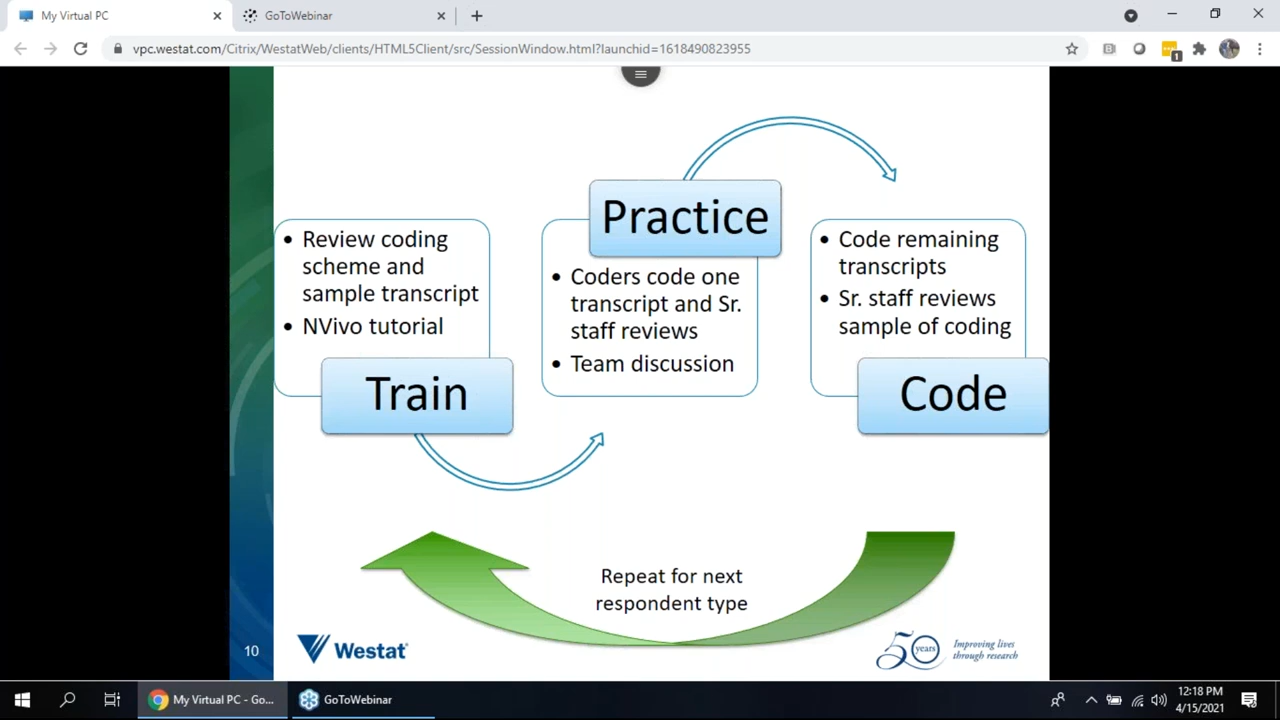 My Virtual PC
GoToWebinar
vpc.westat.com/Citrix/WestatWeb/clients/HTML5Client/src/SessionWindow.html?launchid=1618490823955
1
• Review coding
scheme and
sample transcript
• NVivo tutorial
Train
Practice
• Coders code one
transcript and Sr.
staff reviews
• Team discussion
• Code remaining
transcripts
• Sr. staff reviews
sample of coding
Code
Repeat for next
respondent type
10
Westat
50 years
Improving lives
through research
My Virtual PC - Go...
GoToWebinar
12:18 PM
4/15/2021